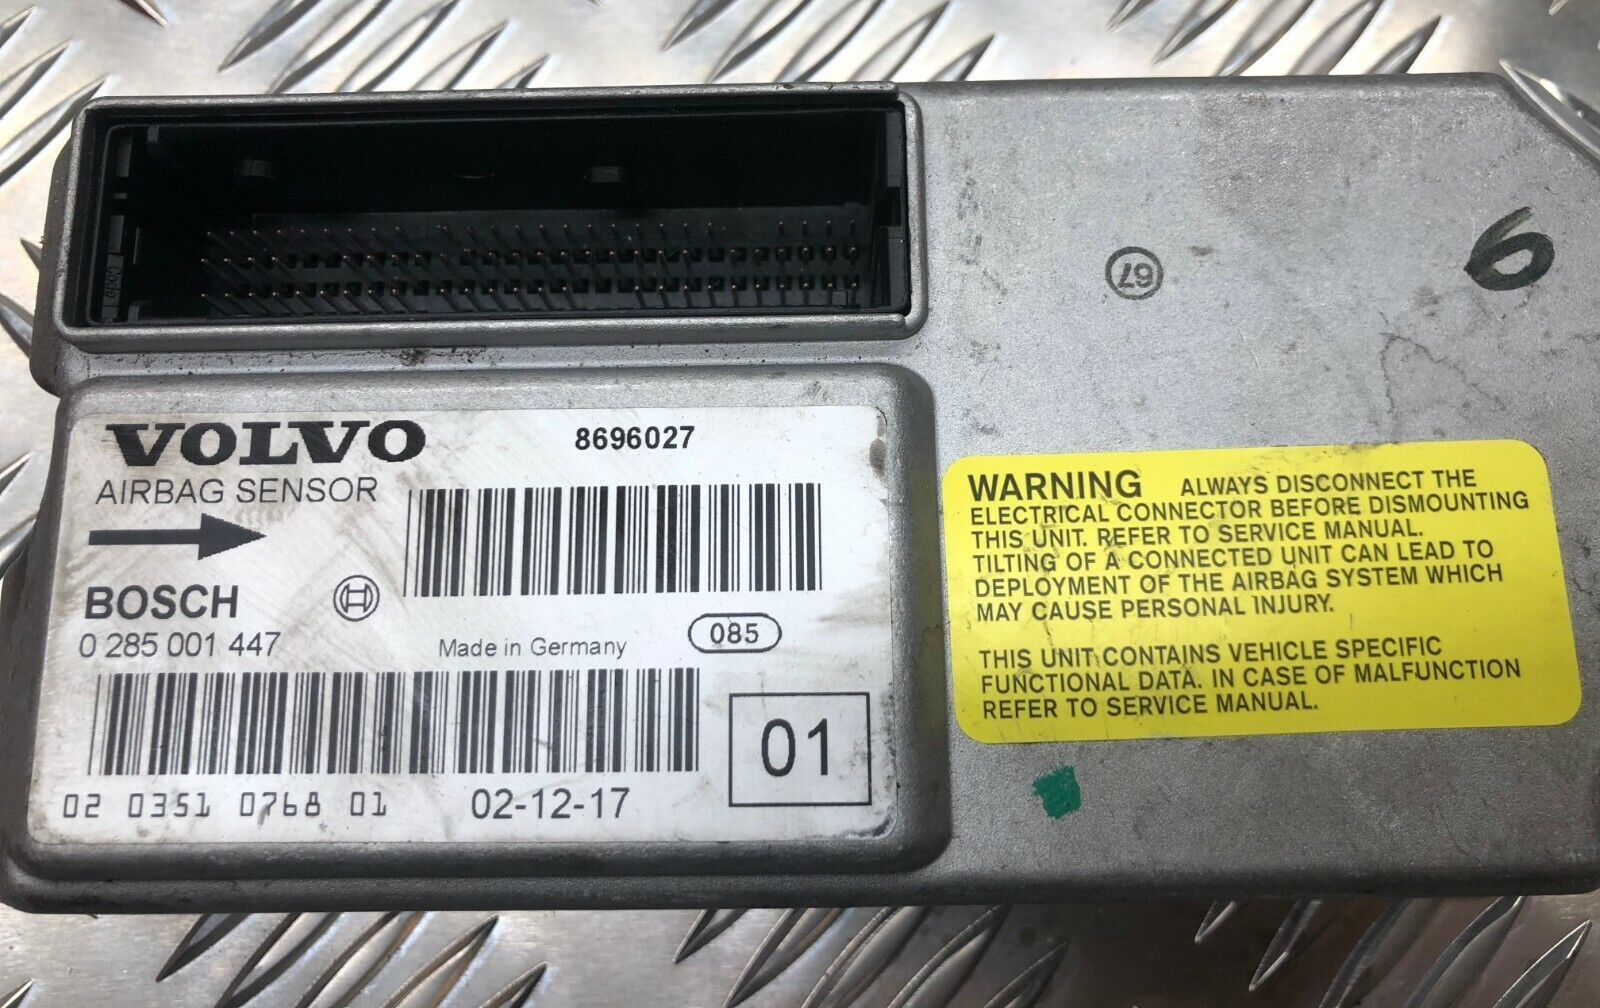 VOLVO 8696027
AIRBAG SENSOR
BOSCH
0 285 001 447 Made in Germany 085
01
02 0351 0768 01 02-12-17
67
6
WARNING ALWAYS DISCONNECT THE
ELECTRICAL CONNECTOR BEFORE DISMOUNTING
THIS UNIT. REFER TO SERVICE MANUAL.
TILTING OF A CONNECTED UNIT CAN LEAD TO
DEPLOYMENT OF THE AIRBAG SYSTEM WHICH
MAY CAUSE PERSONAL INJURY.
THIS UNIT CONTAINS VEHICLE SPECIFIC
FUNCTIONAL DATA. IN CASE OF MALFUNCTION
REFER TO SERVICE MANUAL.